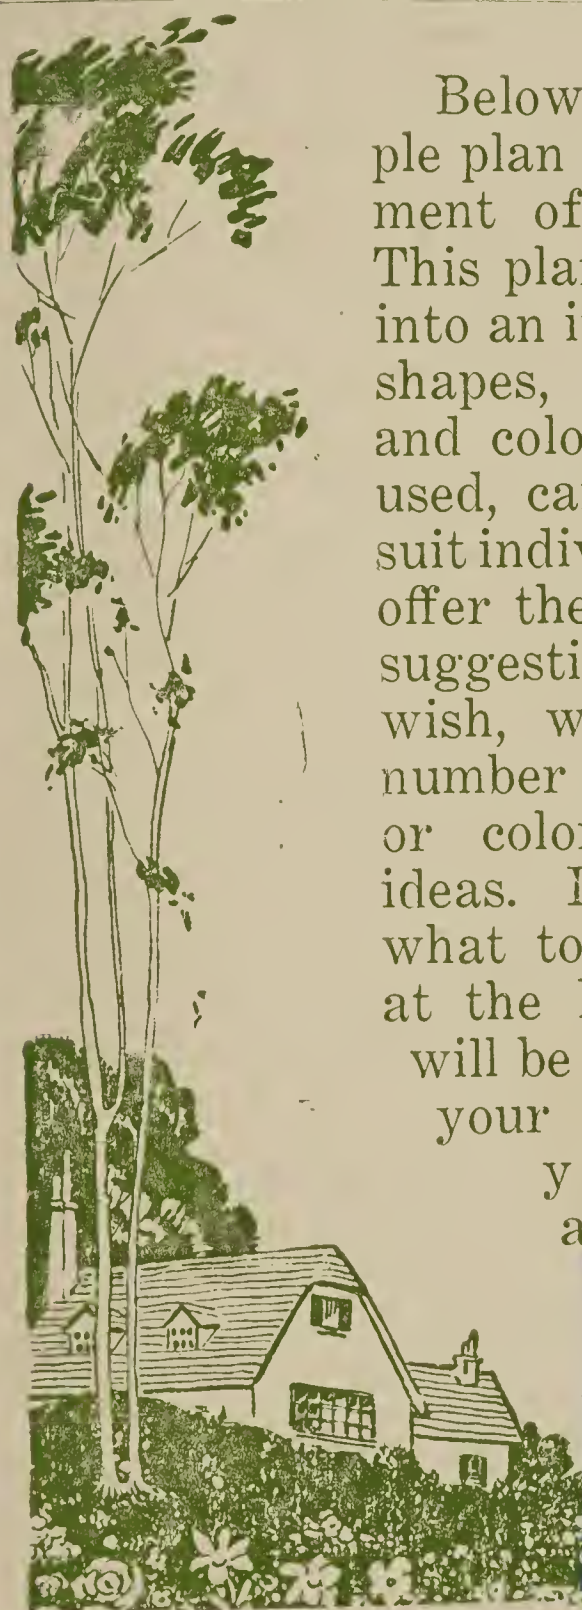 Below
ple plan
ment of
This pla
into an i
shapes,
and colo
used, ca
suit indiv
offer the
suggesti
wish, w
number
or color
ideas. I
what to
at the
will be
your
y
a